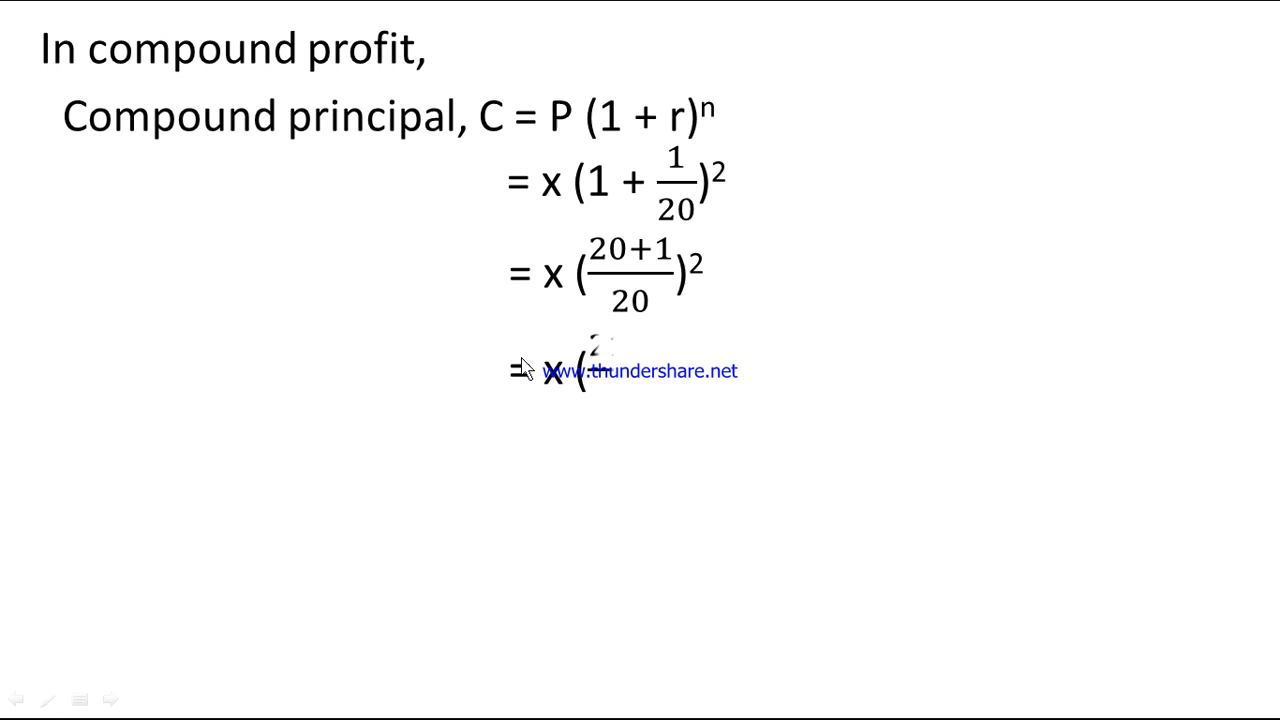 In compound profit,
Compound principal, C = P (1 + r)ⁿ
= x (1 + 1/20)²
= x ((20+1)/20)²
= x (
www.thundershare.net